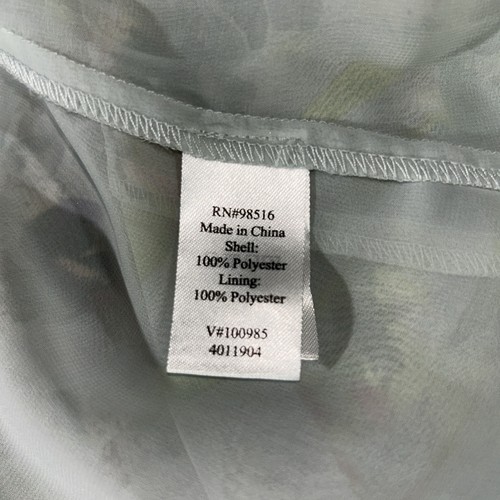 RN#98516
Made in China
Shell:
100% Polyester
Lining:
100% Polyester
V#100985
4011904